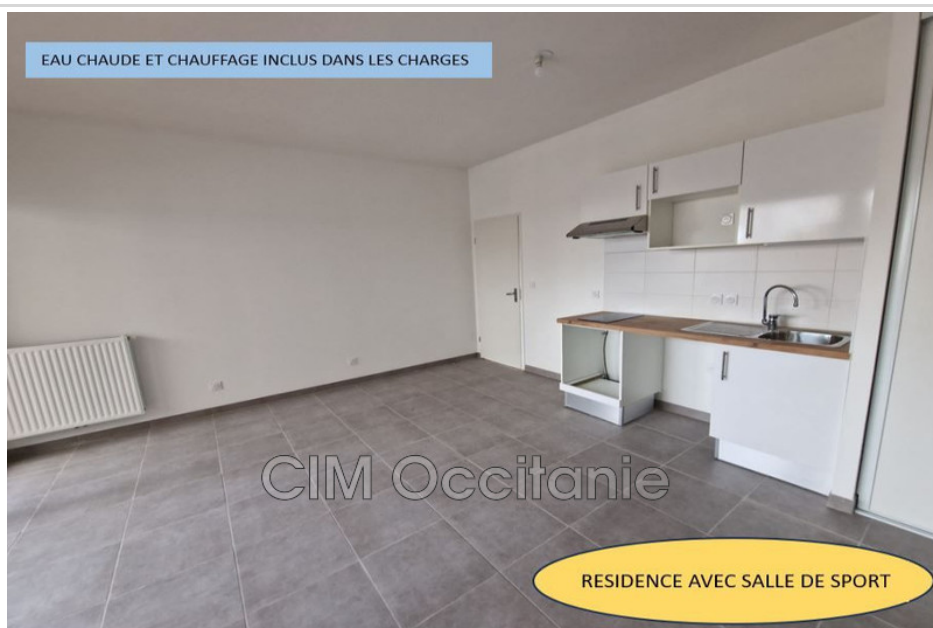 EAU CHAUDE ET CHAUFFAGE INCLUS DANS LES CHARGES
CIM Occitanie
RESIDENCE AVEC SALLE DE SPORT